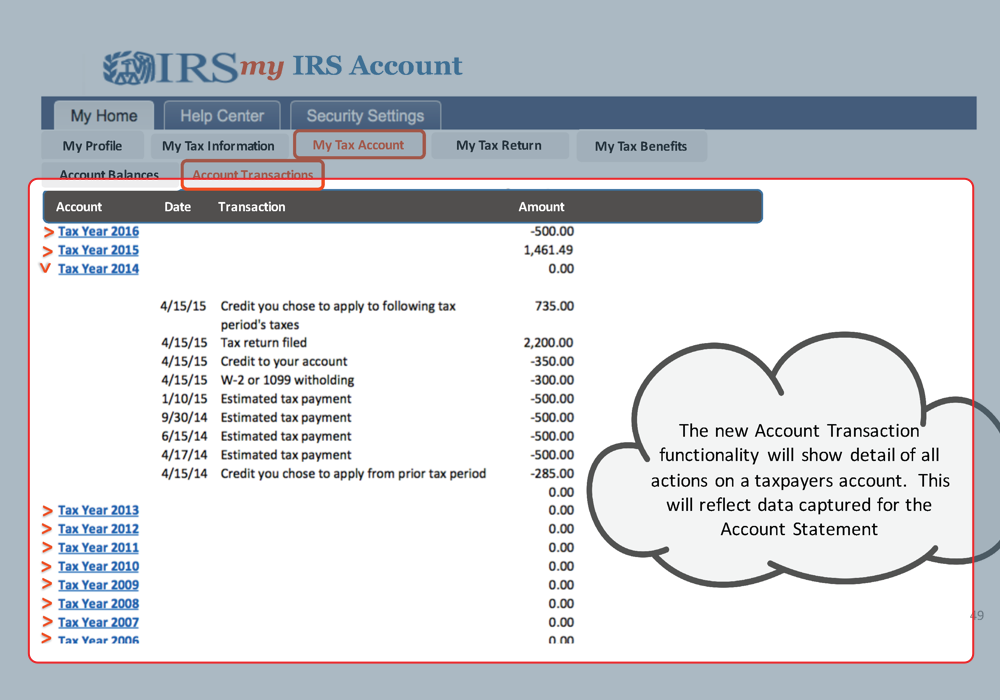 IRS my IRS Account
My Home Help Center Security Settings
My Profile My Tax Information My Tax Account My Tax Return My Tax Benefits
Account Balances Account Transactions
Account Date Transaction Amount
> Tax Year 2016 -500.00
> Tax Year 2015 1,461.49
v Tax Year 2014 0.00
4/15/15 Credit you chose to apply to following tax 735.00
period's taxes
4/15/15 Tax return filed 2,200.00
4/15/15 Credit to your account -350.00
4/15/15 W-2 or 1099 witholding -300.00
1/10/15 Estimated tax payment -500.00
9/30/14 Estimated tax payment -500.00
6/15/14 Estimated tax payment -500.00
4/17/14 Estimated tax payment -500.00
4/15/14 Credit you chose to apply from prior tax period -285.00
0.00
> Tax Year 2013 0.00
> Tax Year 2012 0.00
> Tax Year 2011 0.00
> Tax Year 2010 0.00
> Tax Year 2009 0.00
> Tax Year 2008 0.00
> Tax Year 2007 0.00
> Tax Year 2006 0.00
The new Account Transaction
functionality will show detail of all
actions on a taxpayers account. This
will reflect data captured for the
Account Statement
49